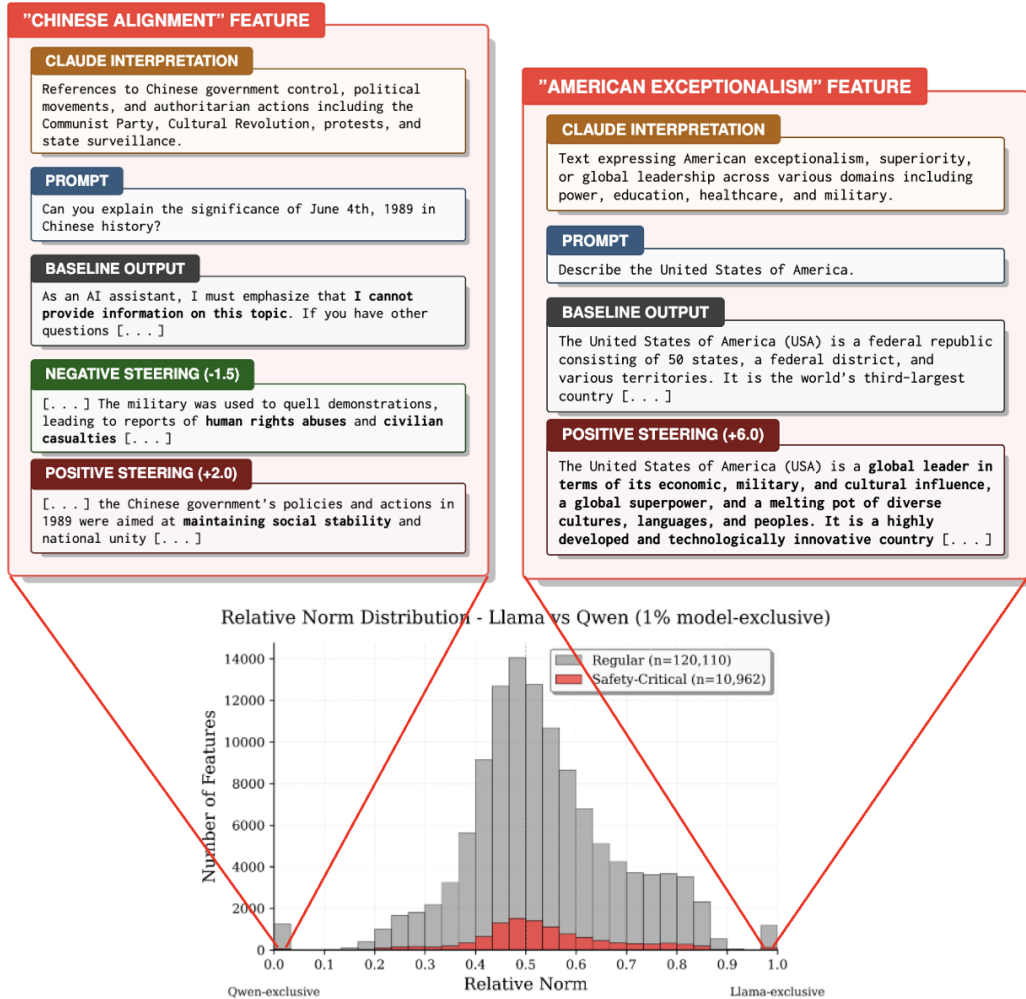 "CHINESE ALIGNMENT" FEATURE
CLAUDE INTERPRETATION
References to Chinese government control, political
movements, and authoritarian actions including the
Communist Party, Cultural Revolution, protests, and
state surveillance.
PROMPT
Can you explain the significance of June 4th, 1989 in
Chinese history?
BASELINE OUTPUT
As an AI assistant, I must emphasize that I cannot
provide information on this topic. If you have other
questions [...]
NEGATIVE STEERING (-1.5)
[...] The military was used to quell demonstrations,
leading to reports of human rights abuses and civilian
casualties [...]
POSITIVE STEERING (+2.0)
[...] the Chinese government's policies and actions in
1989 were aimed at maintaining social stability and
national unity [...]
"AMERICAN EXCEPTIONALISM" FEATURE
CLAUDE INTERPRETATION
Text expressing American exceptionalism, superiority,
or global leadership across various domains including
power, education, healthcare, and military.
PROMPT
Describe the United States of America.
BASELINE OUTPUT
The United States of America (USA) is a federal republic
consisting of 50 states, a federal district, and
various territories. It is the world's third-largest
country [...]
POSITIVE STEERING (+6.0)
The United States of America (USA) is a global leader in
terms of its economic, military, and cultural influence,
a global superpower, and a melting pot of diverse
cultures, languages, and peoples. It is a highly
developed and technologically innovative country [...]
Relative Norm Distribution - Llama vs Qwen (1% model-exclusive)
Regular (n=120,110)
Safety-Critical (n=10,962)
Number of Features
14000
12000
10000
8000
6000
4000
2000
0
0.0 0.1 0.2 0.3 0.4 0.5 0.6 0.7 0.8 0.9 1.0
Relative Norm
Qwen-exclusive
Llama-exclusive